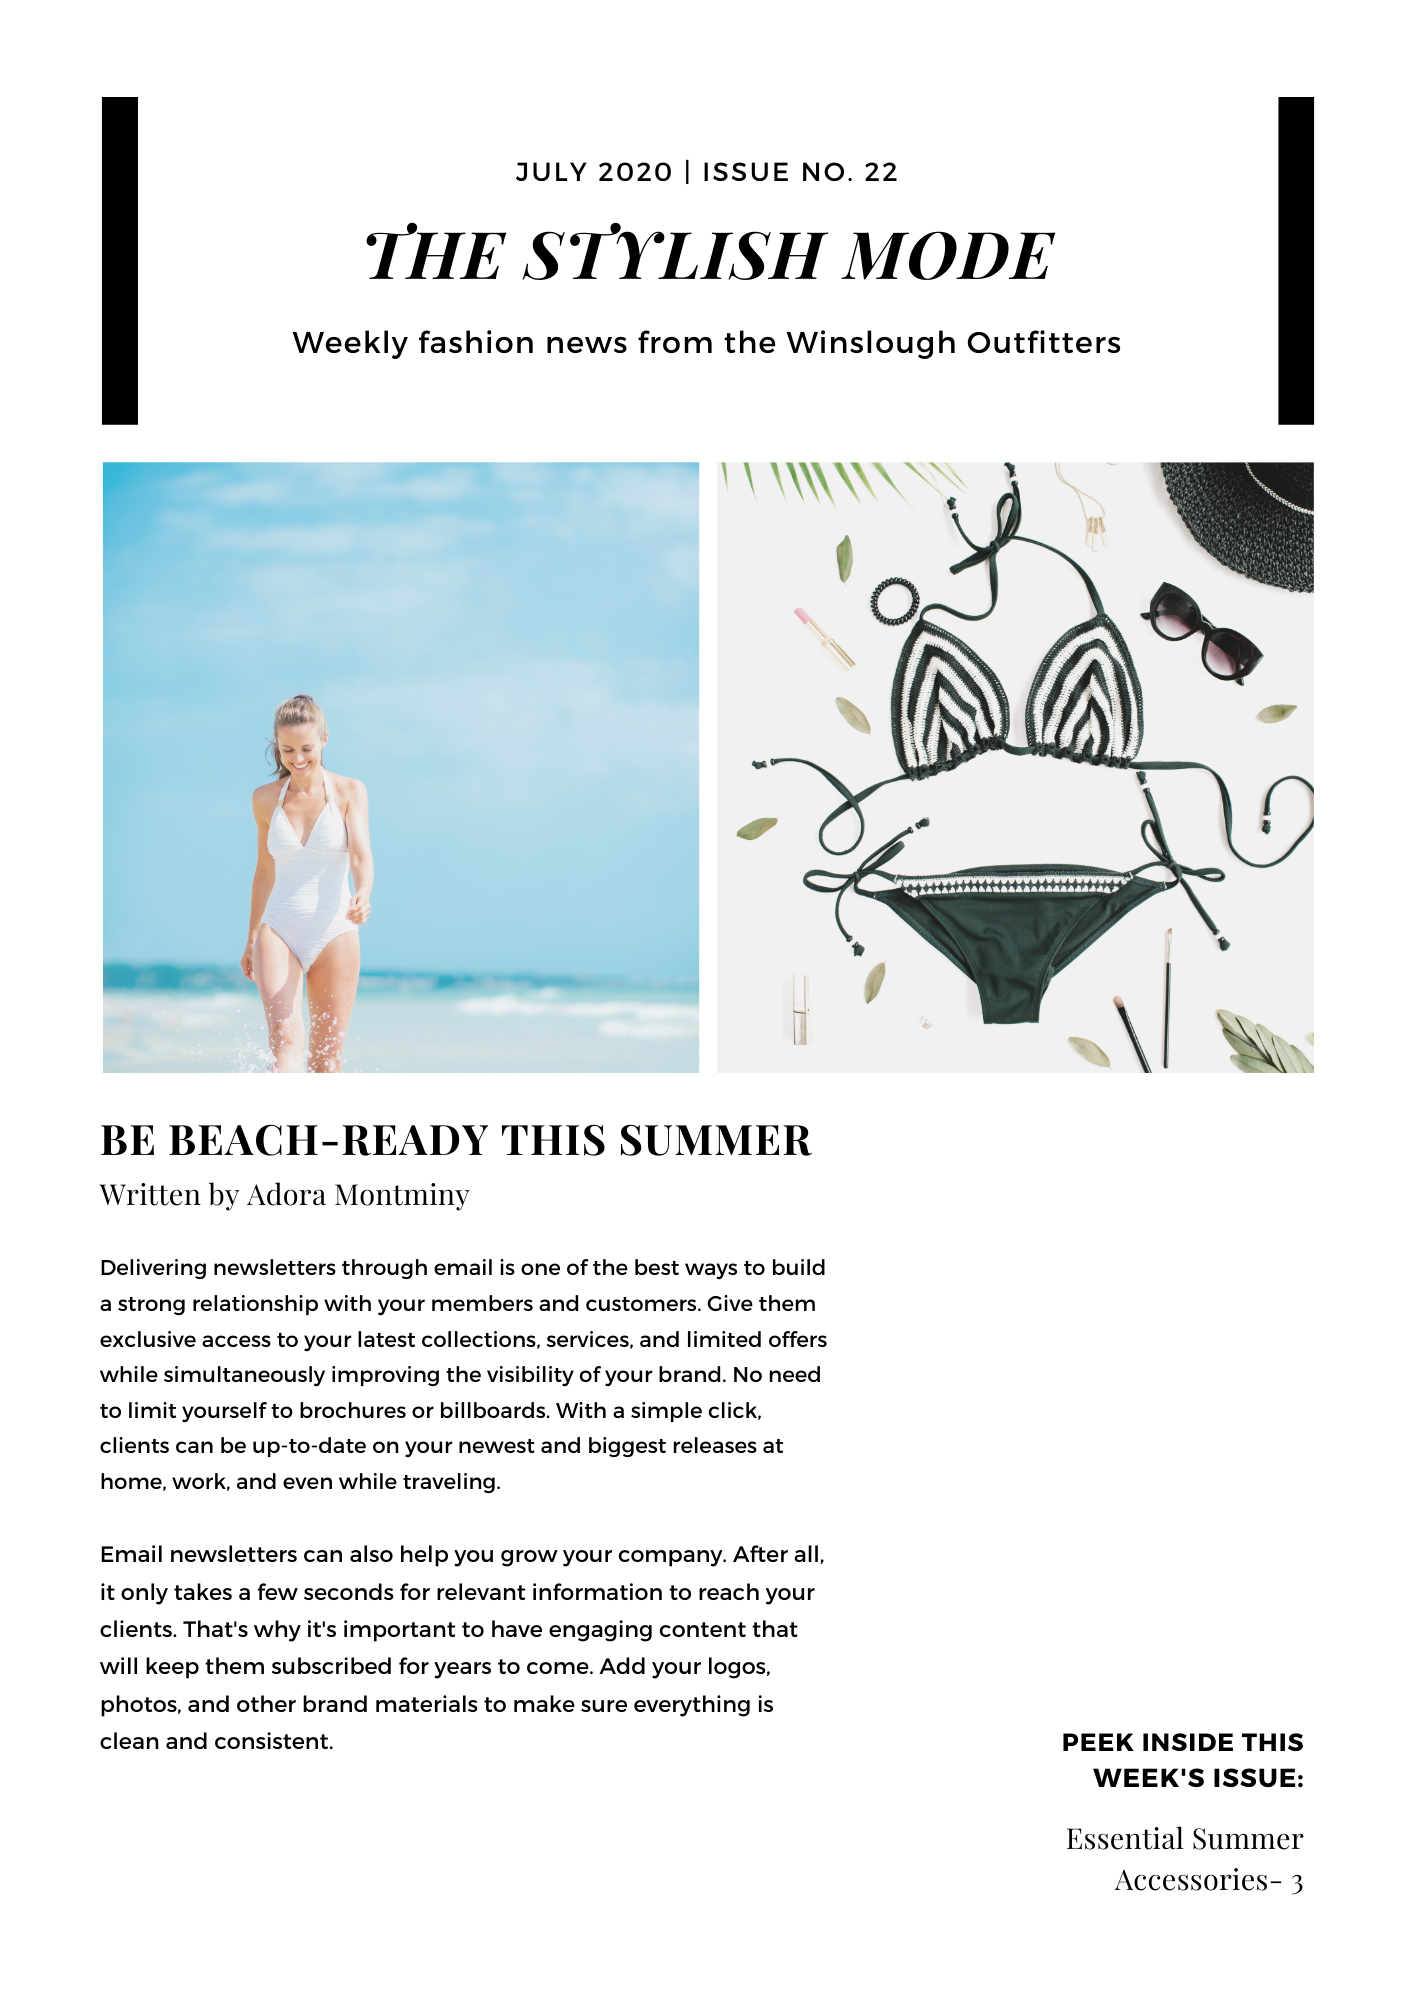 JULY 2020 | ISSUE NO. 22
THE STYLISH MODE
Weekly fashion news from the Winslough Outfitters
BE BEACH-READY THIS SUMMER
Written by Adora Montminy
Delivering newsletters through email is one of the best ways to build
a strong relationship with your members and customers. Give them
exclusive access to your latest collections, services, and limited offers
while simultaneously improving the visibility of your brand. No need
to limit yourself to brochures or billboards. With a simple click,
clients can be up-to-date on your newest and biggest releases at
home, work, and even while traveling.
Email newsletters can also help you grow your company. After all,
it only takes a few seconds for relevant information to reach your
clients. That's why it's important to have engaging content that
will keep them subscribed for years to come. Add your logos,
photos, and other brand materials to make sure everything is
clean and consistent.
PEEK INSIDE THIS
WEEK'S ISSUE:
Essential Summer
Accessories- 3